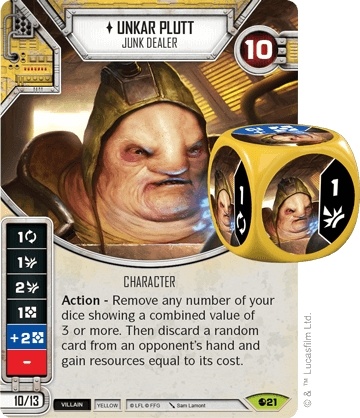 UNKAR PLUTT
JUNK DEALER
10
1
1
1
1
2
1
+2
-
CHARACTER
Action - Remove any number of your
dice showing a combined value of
3 or more. Then discard a random
card from an opponent's hand and
gain resources equal to its cost.
10/13
VILLAIN
YELLOW
© LFL © FFG
Sam Lamont
21
© & ™ Lucasfilm Ltd.